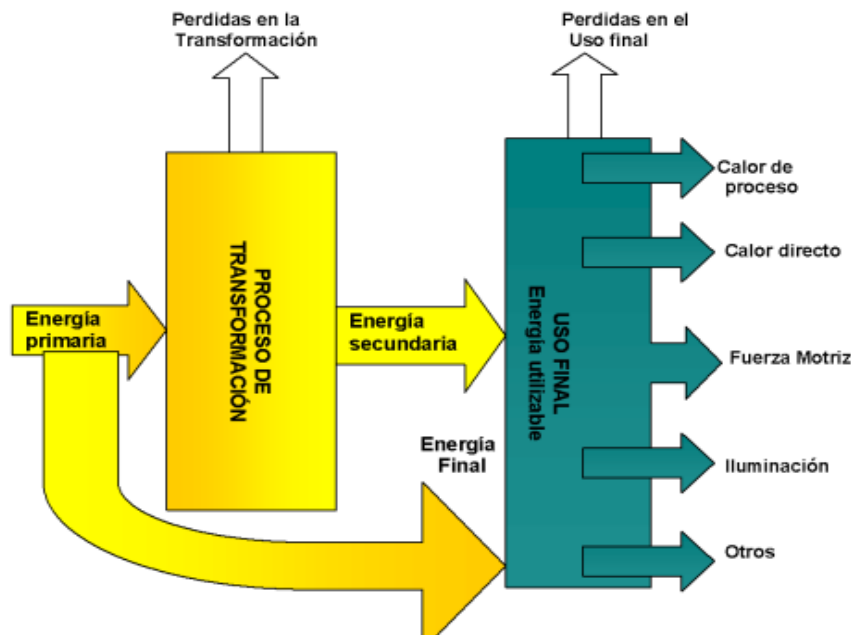 Perdidas en la
Transformación
Perdidas en el
Uso final
PROCESO DE
TRANSFORMACIÓN
USO FINAL
Energía utilizable
Energía
primaria
Energía
secundaria
Energía
Final
Calor de
proceso
Calor directo
Fuerza Motriz
Iluminación
Otros